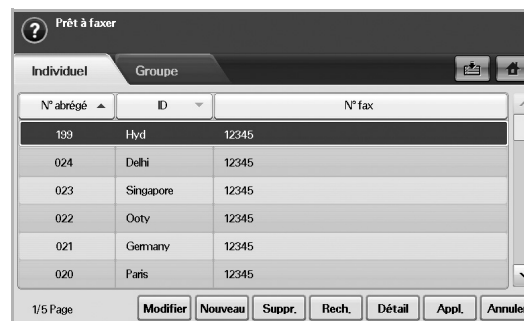 Prêt à faxer
Individuel Groupe
N° abrégé ID N° fax
199 Hyd 12345
024 Delhi 12345
023 Singapore 12345
022 Ooty 12345
021 Germany 12345
020 Paris 12345
1/5 Page Modifier Nouveau Suppr. Rech. Détail Appl. Annuler